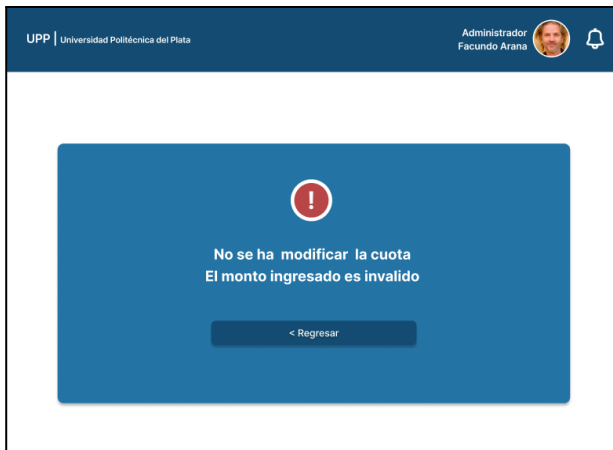 UPP | Universidad Politécnica del Plata
Administrador
Facundo Arana
!
No se ha modificar la cuota
El monto ingresado es invalido
< Regresar